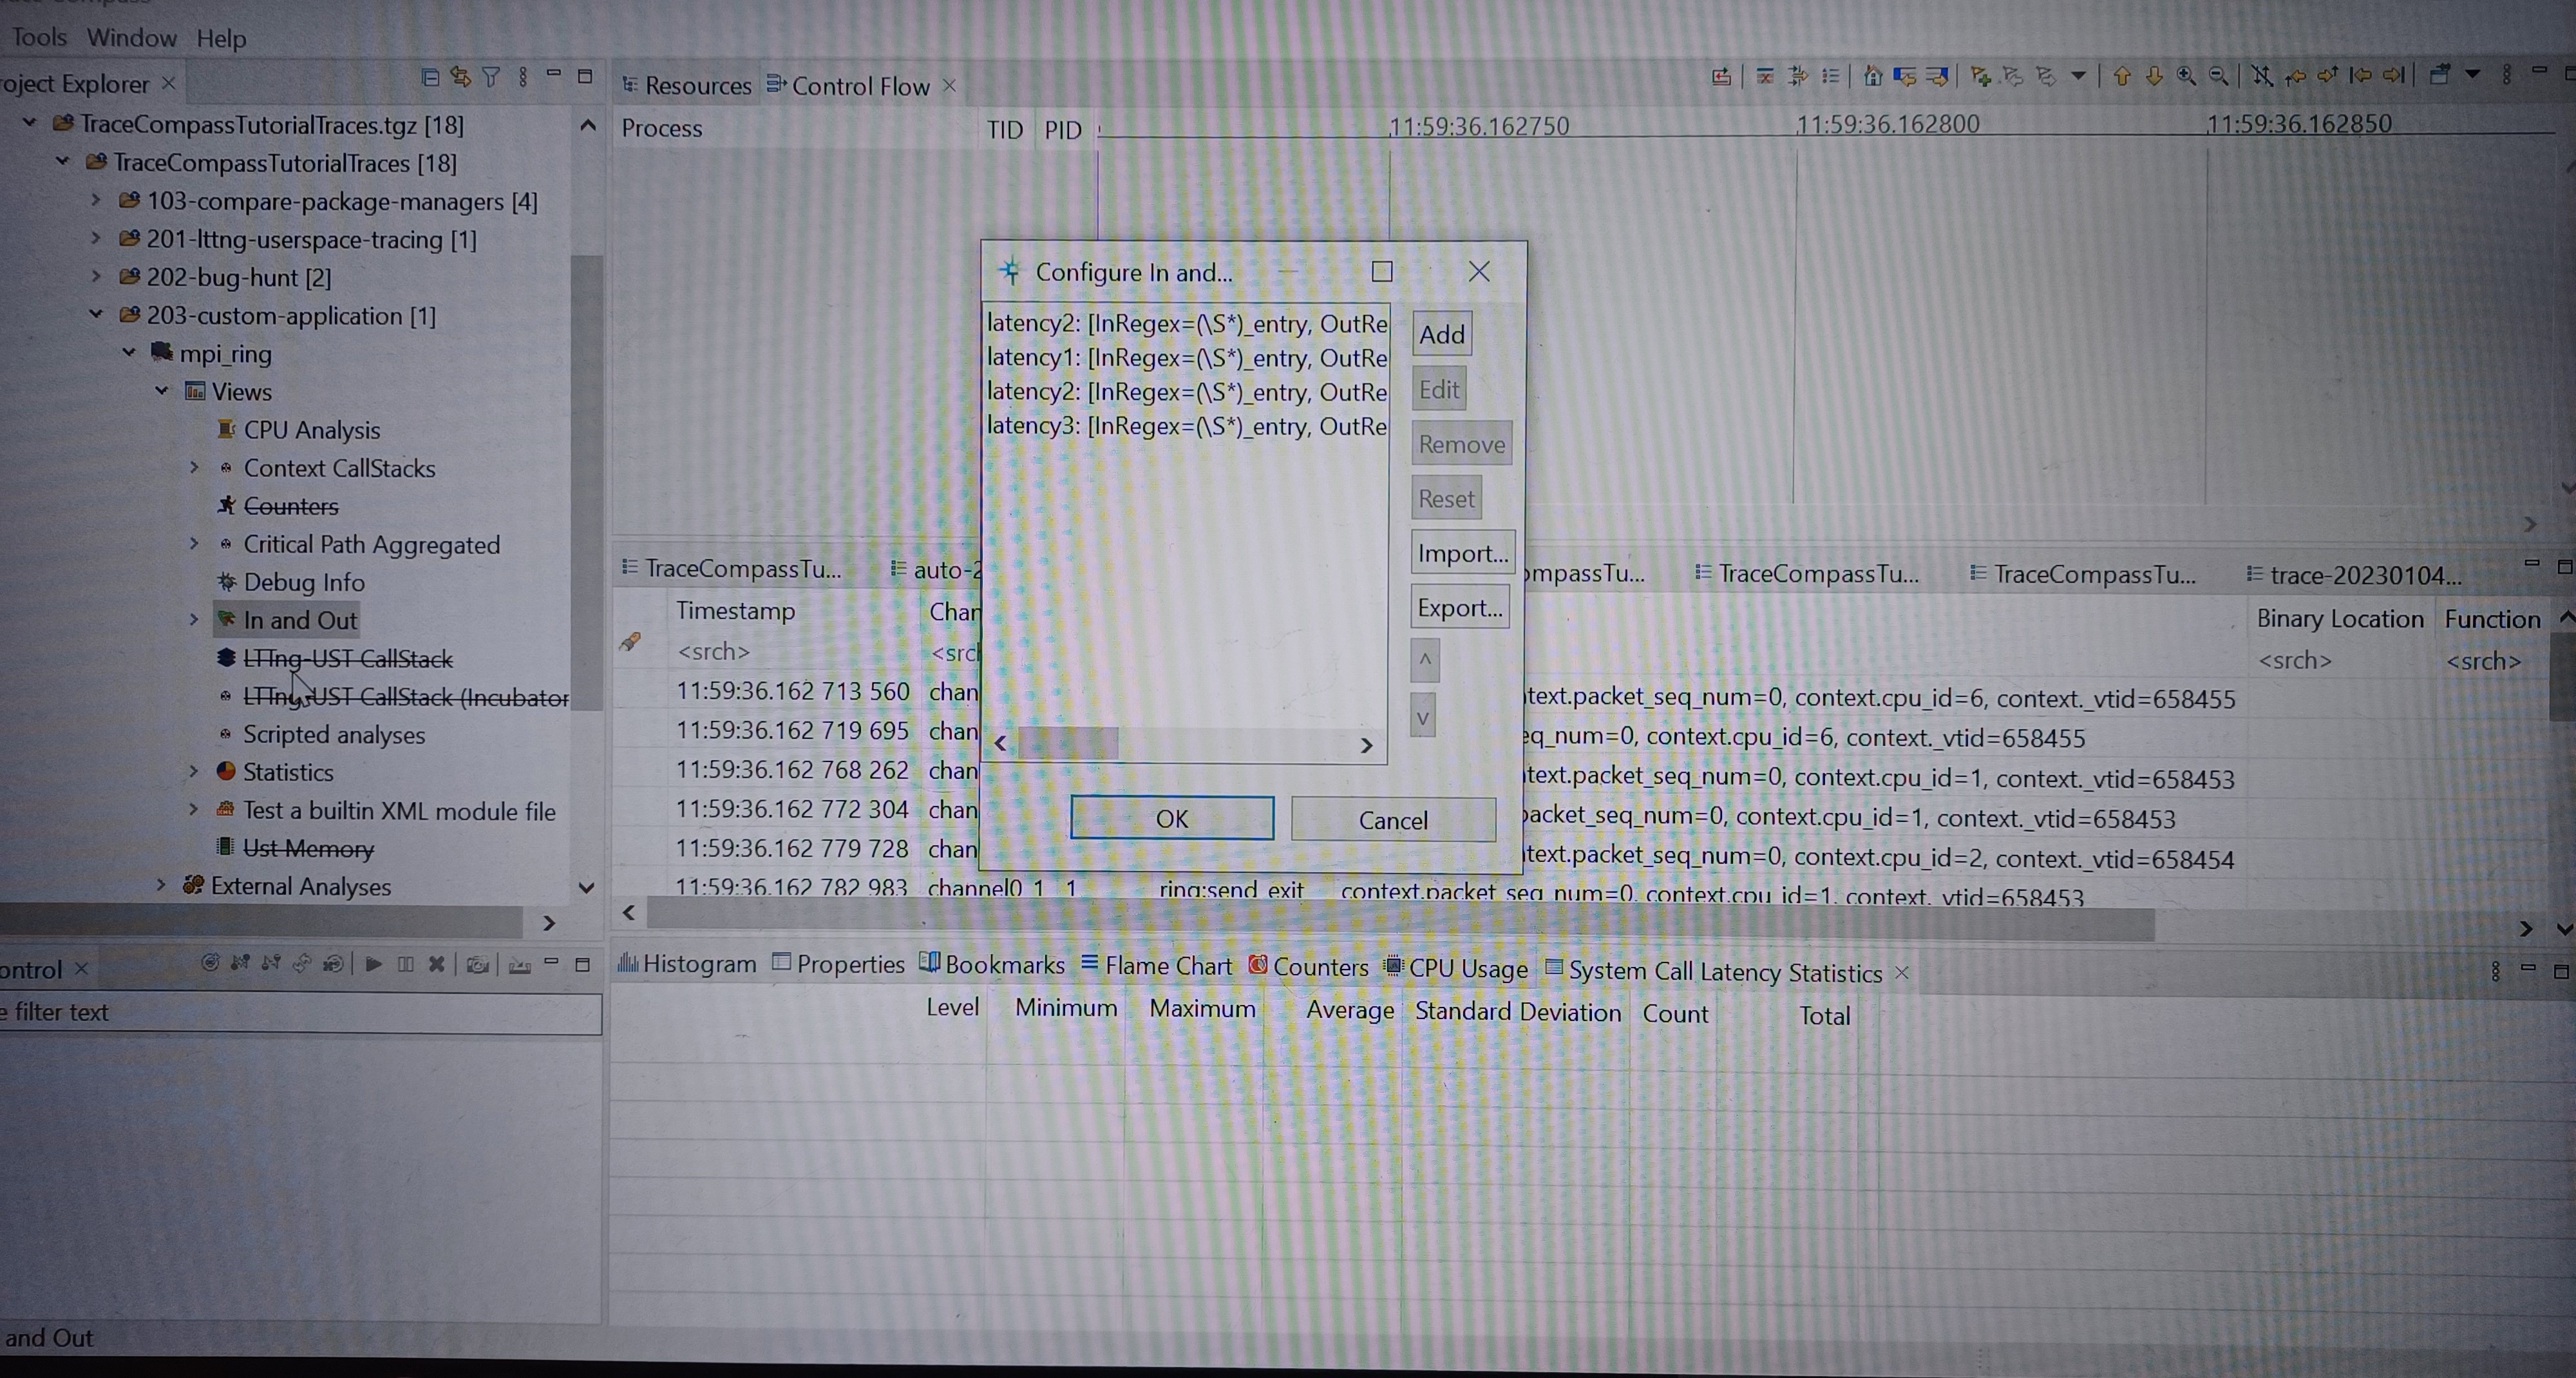 Tools Window Help
oject Explorer
TraceCompassTutorialTraces.tgz [18]
TraceCompassTutorialTraces [18]
103-compare-package-managers [4]
201-lttng-userspace-tracing [1]
202-bug-hunt [2]
203-custom-application [1]
mpi_ring
Views
CPU Analysis
Context CallStacks
Counters
Critical Path Aggregated
Debug Info
In and Out
LTTng-UST CallStack
LTTng-UST CallStack (Incubator
Scripted analyses
Statistics
Test a builtin XML module file
Ust Memory
External Analyses
ontrol
e filter text
and Out
Resources Control Flow
Process TID PID 11:59:36.162750 11:59:36.162800 11:59:36.162850
Configure In and...
latency2: [InRegex=(\S*)_entry, OutRe
latency1: [InRegex=(\S*)_entry, OutRe
latency2: [InRegex=(\S*)_entry, OutRe
latency3: [InRegex=(\S*)_entry, OutRe
Add
Edit
Remove
Reset
Import...
Export...
OK Cancel
TraceCompassTu... auto-2 ompassTu... TraceCompassTu... TraceCompassTu... trace-20230104...
Timestamp Chan Binary Location Function
<srch> <srcl <srch> <srch>
11:59:36.162 713 560 chan text.packet_seq_num=0, context.cpu_id=6, context._vtid=658455
11:59:36.162 719 695 chan eq_num=0, context.cpu_id=6, context._vtid=658455
11:59:36.162 768 262 chan text.packet_seq_num=0, context.cpu_id=1, context._vtid=658453
11:59:36.162 772 304 chan packet_seq_num=0, context.cpu_id=1, context._vtid=658453
11:59:36.162 779 728 chan text.packet_seq_num=0, context.cpu_id=2, context._vtid=658454
11:59:36.162 782 983 channel0_1 1 ring:send_exit context.packet_seq_num=0, context.cpu_id=1, context._vtid=658453
Histogram Properties Bookmarks Flame Chart Counters CPU Usage System Call Latency Statistics
Level Minimum Maximum Average Standard Deviation Count Total